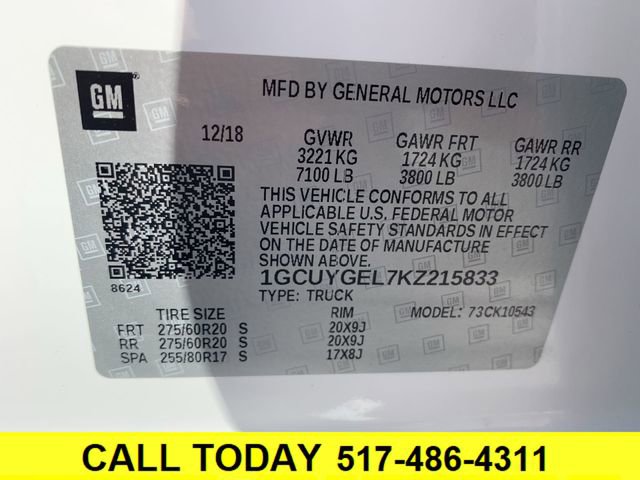 GM
MFD BY GENERAL MOTORS LLC
12/18 GVWR GAWR FRT GAWR RR
3221 KG 1724 KG 1724 KG
7100 LB 3800 LB 3800 LB
THIS VEHICLE CONFORMS TO ALL
APPLICABLE U.S. FEDERAL MOTOR
VEHICLE SAFETY STANDARDS IN EFFECT
ON THE DATE OF MANUFACTURE
SHOWN ABOVE.
8624 1GCUYGEL7KZ215833
TYPE: TRUCK MODEL: 73CK10543
TIRE SIZE RIM
FRT 275/60R20 S 20X9J
RR 275/60R20 S 20X9J
SPA 255/80R17 S 17X8J
CALL TODAY 517-486-4311